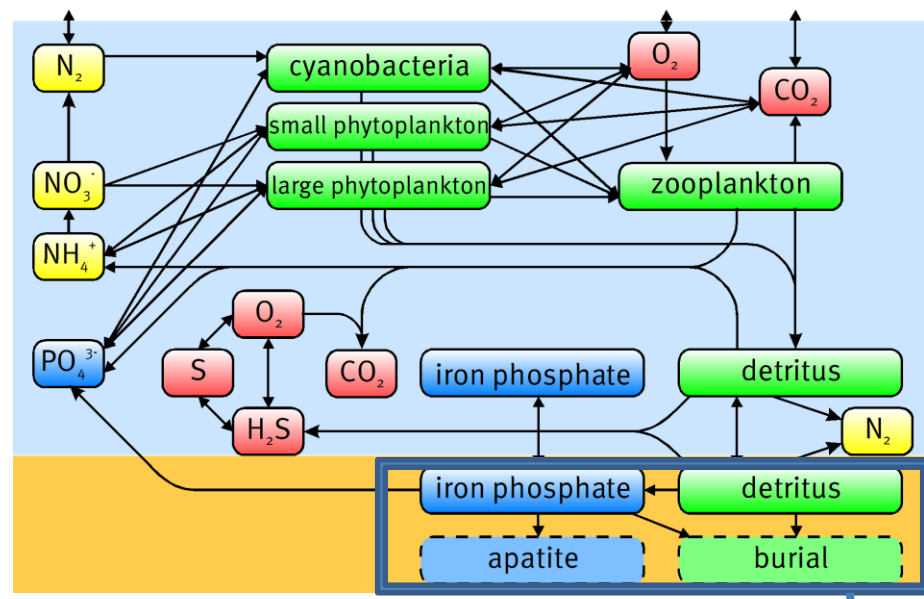 N₂
cyanobacteria
O₂
CO₂
small phytoplankton
NO₃⁻
large phytoplankton
zooplankton
NH₄⁺
O₂
PO₄³⁻
S
CO₂
iron phosphate
detritus
H₂S
N₂
iron phosphate
detritus
apatite
burial